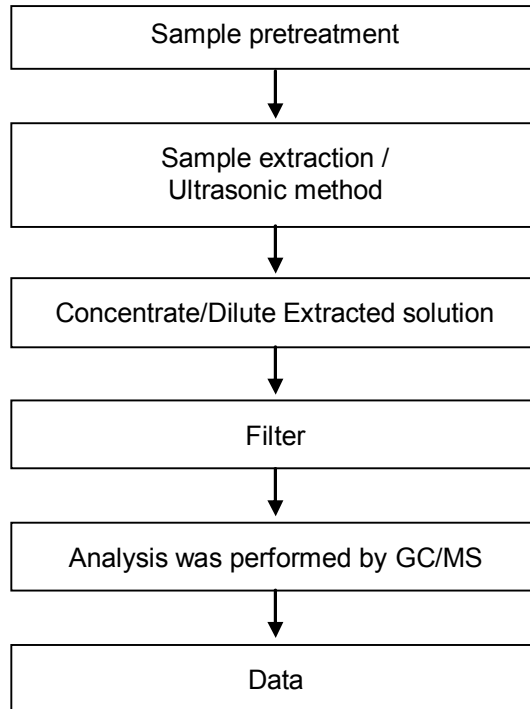 Sample pretreatment
Sample extraction /
Ultrasonic method
Concentrate/Dilute Extracted solution
Filter
Analysis was performed by GC/MS
Data